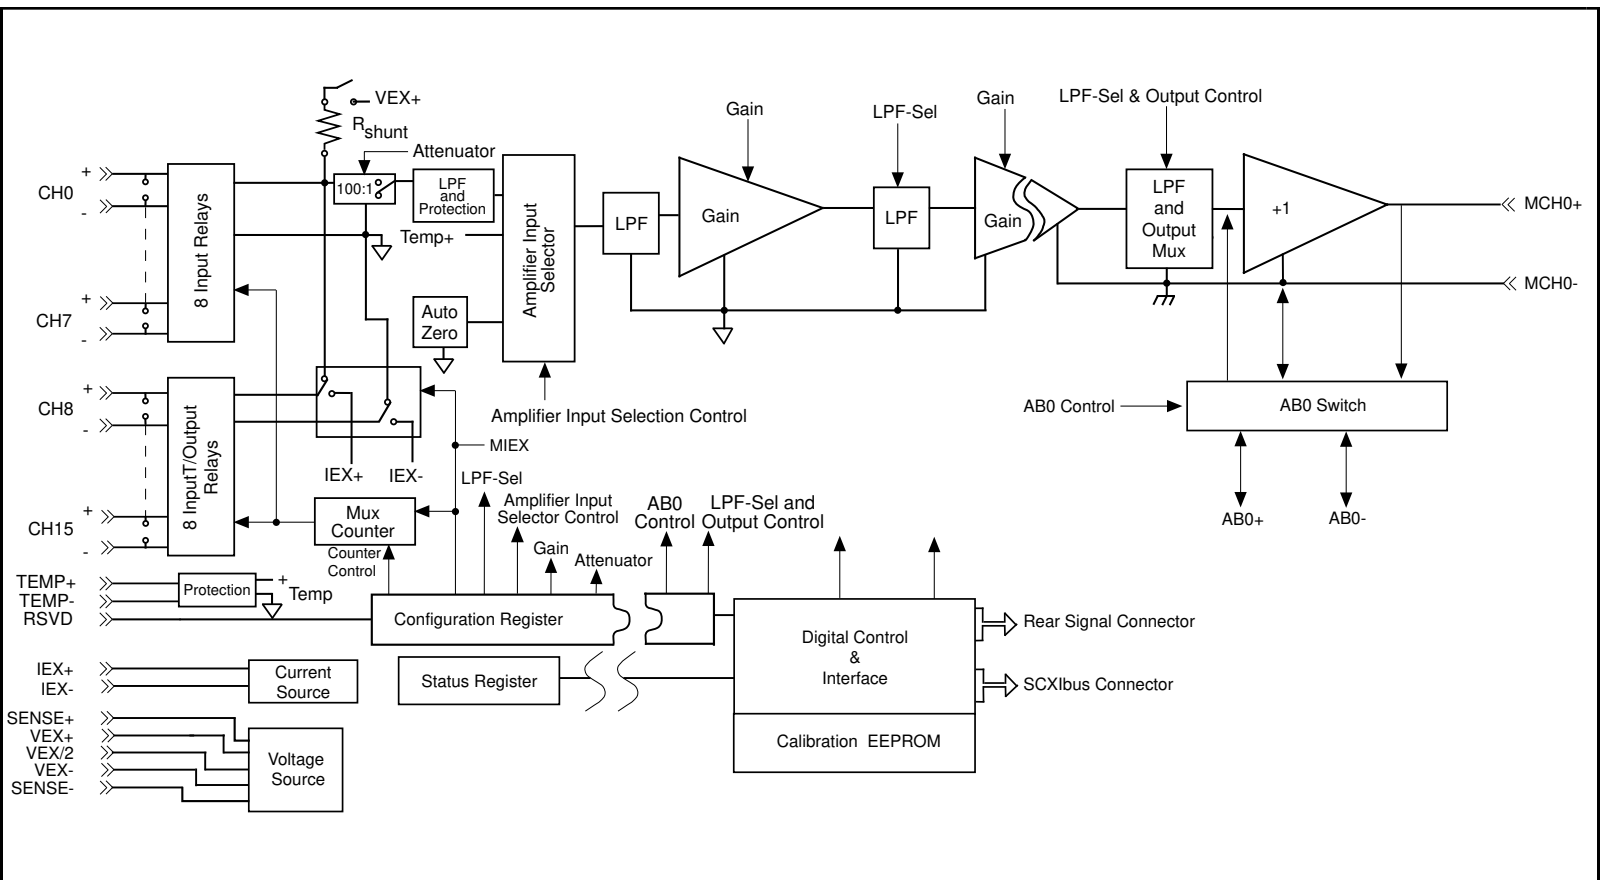 VEX+
Rshunt
Attenuator
Gain
LPF-Sel
Gain
LPF-Sel & Output Control
CH0
+
-
8 Input Relays
100:1
LPF
and
Protection
Temp+
Amplifier Input
Selector
LPF
Gain
LPF
Gain
LPF
and
Output
Mux
+1
MCH0+
MCH0-
CH7
+
-
Auto
Zero
CH8
+
-
8 InputT/Output
Relays
Amplifier Input Selection Control
AB0 Control
AB0 Switch
MIEX
IEX+
IEX-
LPF-Sel
Amplifier Input
Selector Control
AB0
Control
LPF-Sel and
Output Control
AB0+
AB0-
CH15
+
-
Mux
Counter
Counter
Control
Gain
Attenuator
TEMP+
TEMP-
RSVD
Protection
+
Temp
Configuration Register
Digital Control
&
Interface
Rear Signal Connector
IEX+
IEX-
Current
Source
Status Register
SCXIbus Connector
SENSE+
VEX+
VEX/2
VEX-
SENSE-
Voltage
Source
Calibration EEPROM